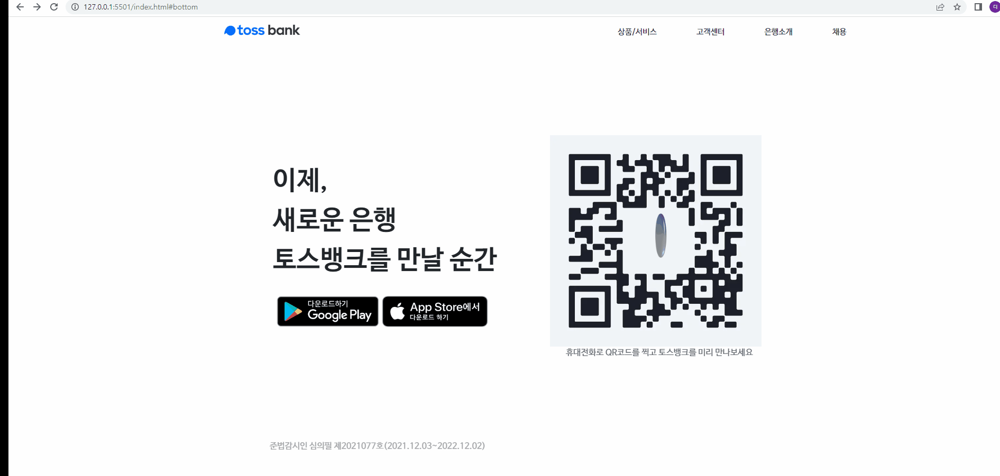 127.0.0.1:5501/index.html#bottom
디
toss bank
상품/서비스 고객센터 은행소개 채용
이제,
새로운 은행
토스뱅크를 만날 순간
다운로드하기
Google Play
App Store에서
다운로드 하기
휴대전화로 QR코드를 찍고 토스뱅크를 미리 만나보세요
준법감시인 심의필 제2021077호(2021.12.03~2022.12.02)